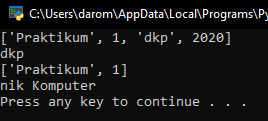 C:\Users\darom\AppData\Local\Programs\Py
['Praktikum', 1, 'dkp', 2020]
dkp
['Praktikum', 1]
nik Komputer
Press any key to continue . . .